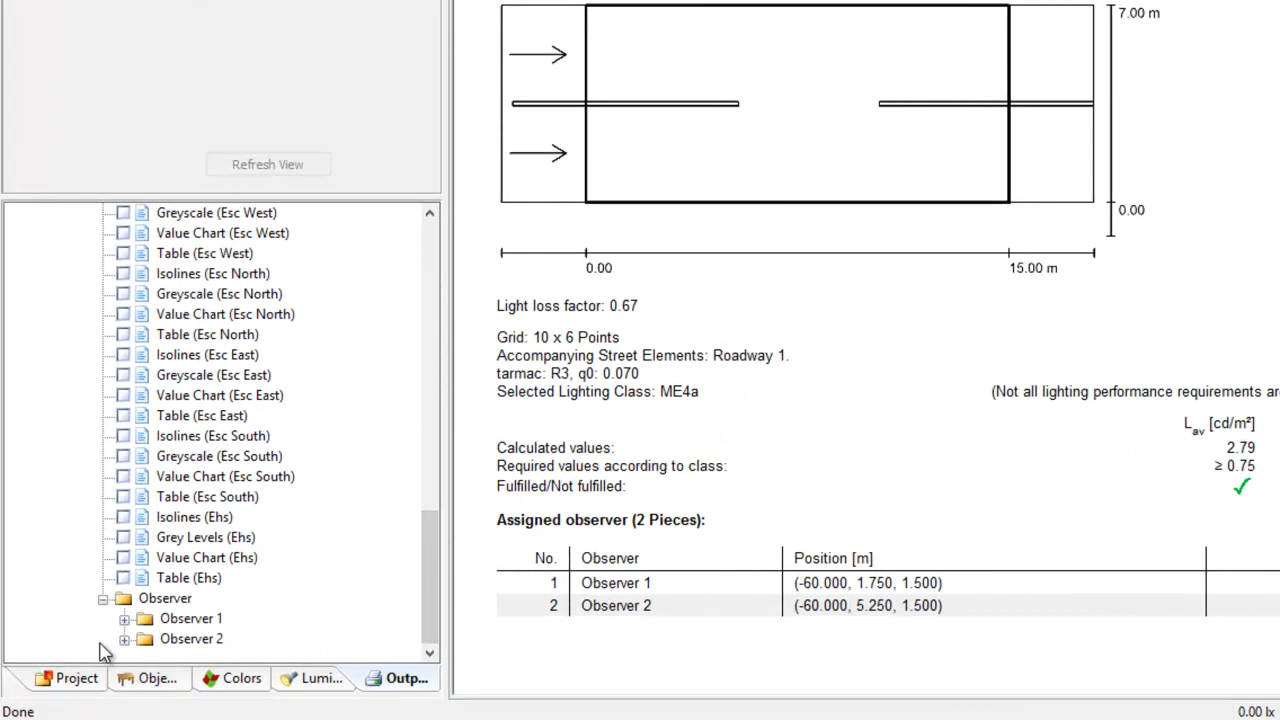 Refresh View
Greyscale (Esc West)
Value Chart (Esc West)
Table (Esc West)
Isolines (Esc North)
Greyscale (Esc North)
Value Chart (Esc North)
Table (Esc North)
Isolines (Esc East)
Greyscale (Esc East)
Value Chart (Esc East)
Table (Esc East)
Isolines (Esc South)
Greyscale (Esc South)
Value Chart (Esc South)
Table (Esc South)
Isolines (Ehs)
Grey Levels (Ehs)
Value Chart (Ehs)
Table (Ehs)
Observer
Observer 1
Observer 2
Project Obje... Colors Lumi... Outp...
7.00 m
0.00
0.00 15.00 m
Light loss factor: 0.67
Grid: 10 x 6 Points
Accompanying Street Elements: Roadway 1.
tarmac: R3, q0: 0.070
Selected Lighting Class: ME4a (Not all lighting performance requirements are
Lav [cd/m²]
Calculated values: 2.79
Required values according to class: ≥ 0.75
Fulfilled/Not fulfilled: ✓
Assigned observer (2 Pieces):
No. Observer Position [m]
1 Observer 1 (-60.000, 1.750, 1.500)
2 Observer 2 (-60.000, 5.250, 1.500)
Done 0.00 lx